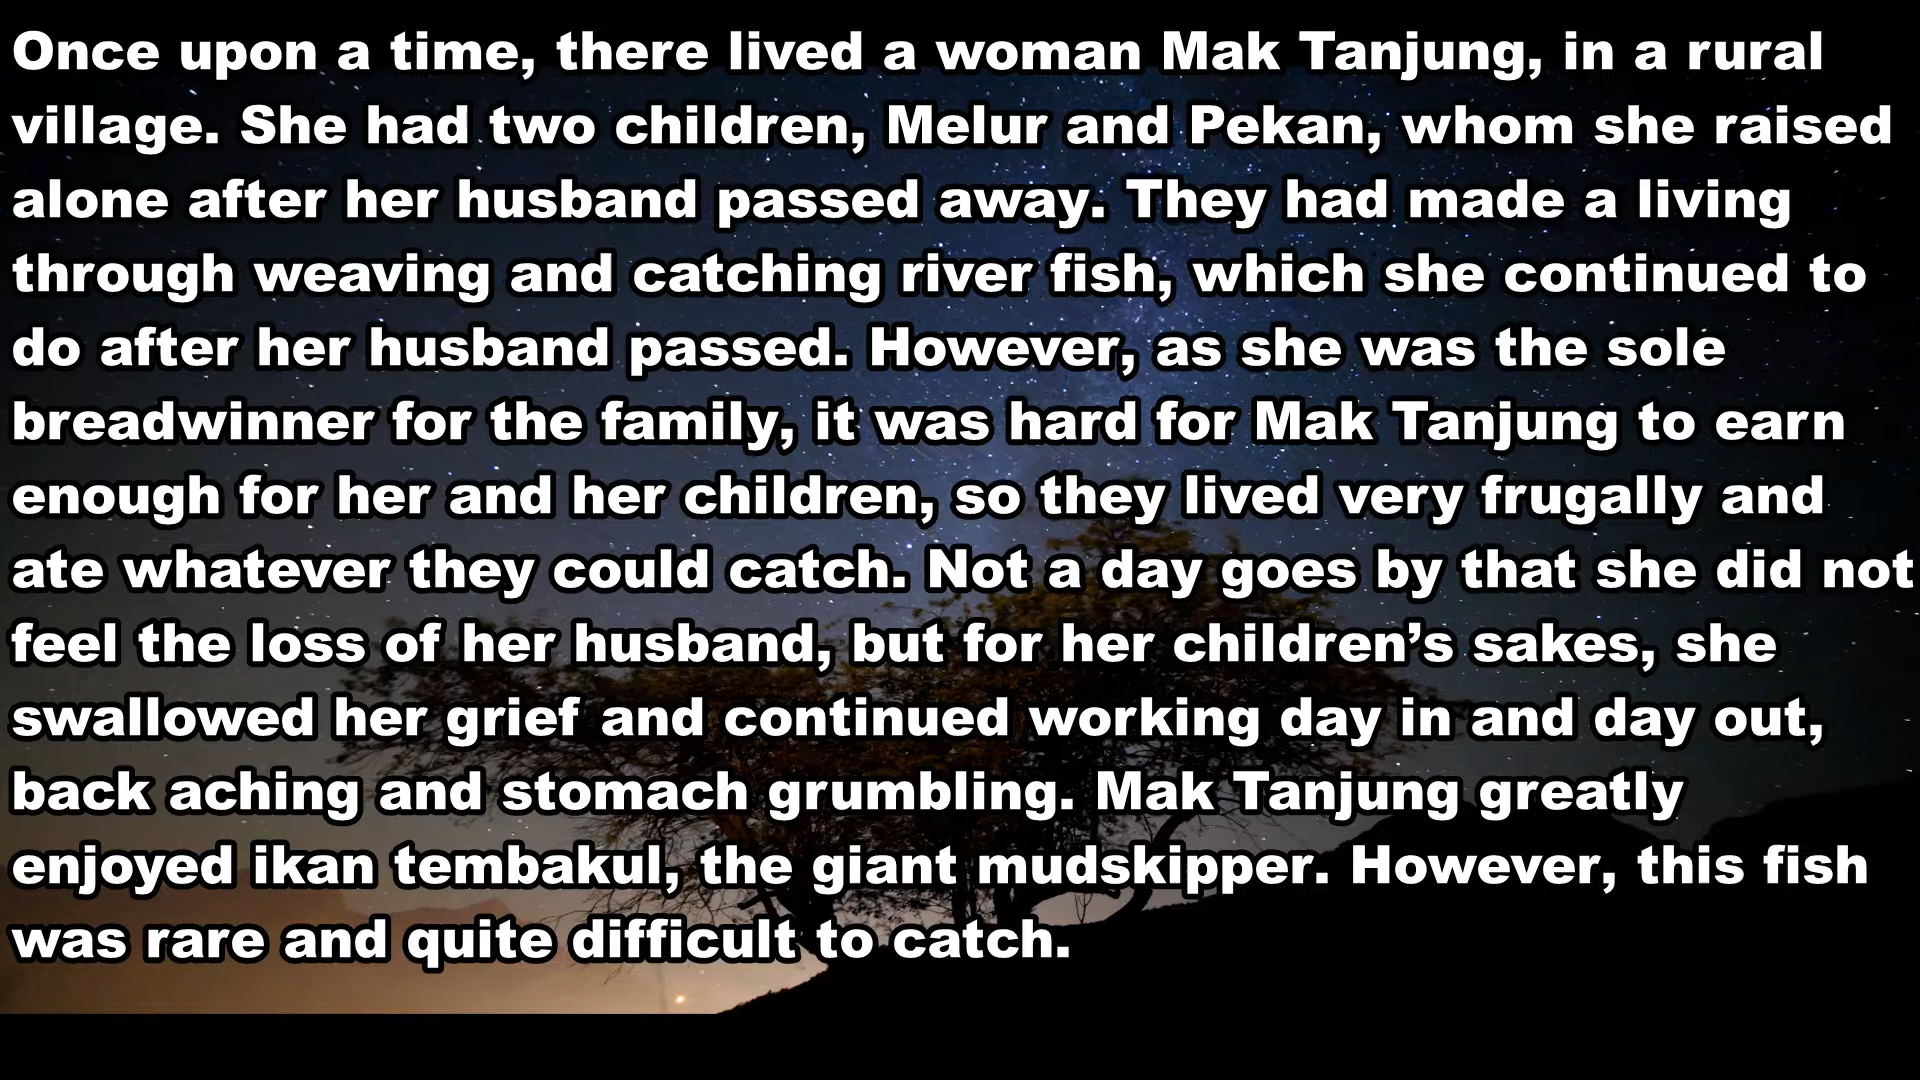 Once upon a time, there lived a woman Mak Tanjung, in a rural
village. She had two children, Melur and Pekan, whom she raised
alone after her husband passed away. They had made a living
through weaving and catching river fish, which she continued to
do after her husband passed. However, as she was the sole
breadwinner for the family, it was hard for Mak Tanjung to earn
enough for her and her children, so they lived very frugally and
ate whatever they could catch. Not a day goes by that she did not
feel the loss of her husband, but for her children’s sakes, she
swallowed her grief and continued working day in and day out,
back aching and stomach grumbling. Mak Tanjung greatly
enjoyed ikan tembakul, the giant mudskipper. However, this fish
was rare and quite difficult to catch.